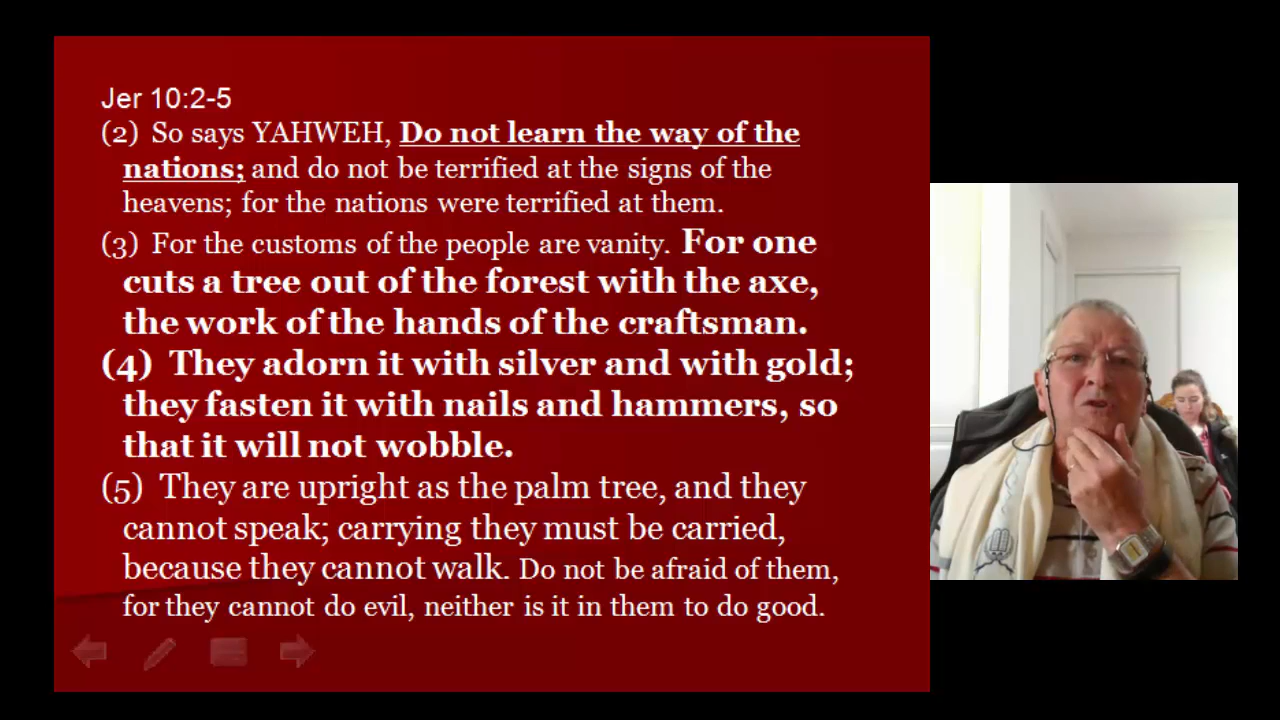 Jer 10:2-5
(2) So says YAHWEH, Do not learn the way of the
nations; and do not be terrified at the signs of the
heavens; for the nations were terrified at them.
(3) For the customs of the people are vanity. For one
cuts a tree out of the forest with the axe,
the work of the hands of the craftsman.
(4) They adorn it with silver and with gold;
they fasten it with nails and hammers, so
that it will not wobble.
(5) They are upright as the palm tree, and they
cannot speak; carrying they must be carried,
because they cannot walk. Do not be afraid of them,
for they cannot do evil, neither is it in them to do good.